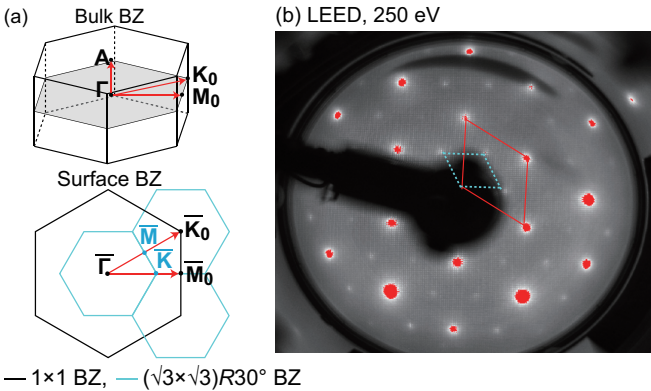 (a)
Bulk BZ
A
Γ
K₀
M₀
Surface BZ
M̅
K̅₀
Γ̅
K̅
M̅₀
— 1×1 BZ, — (√3×√3)R30° BZ
(b) LEED, 250 eV